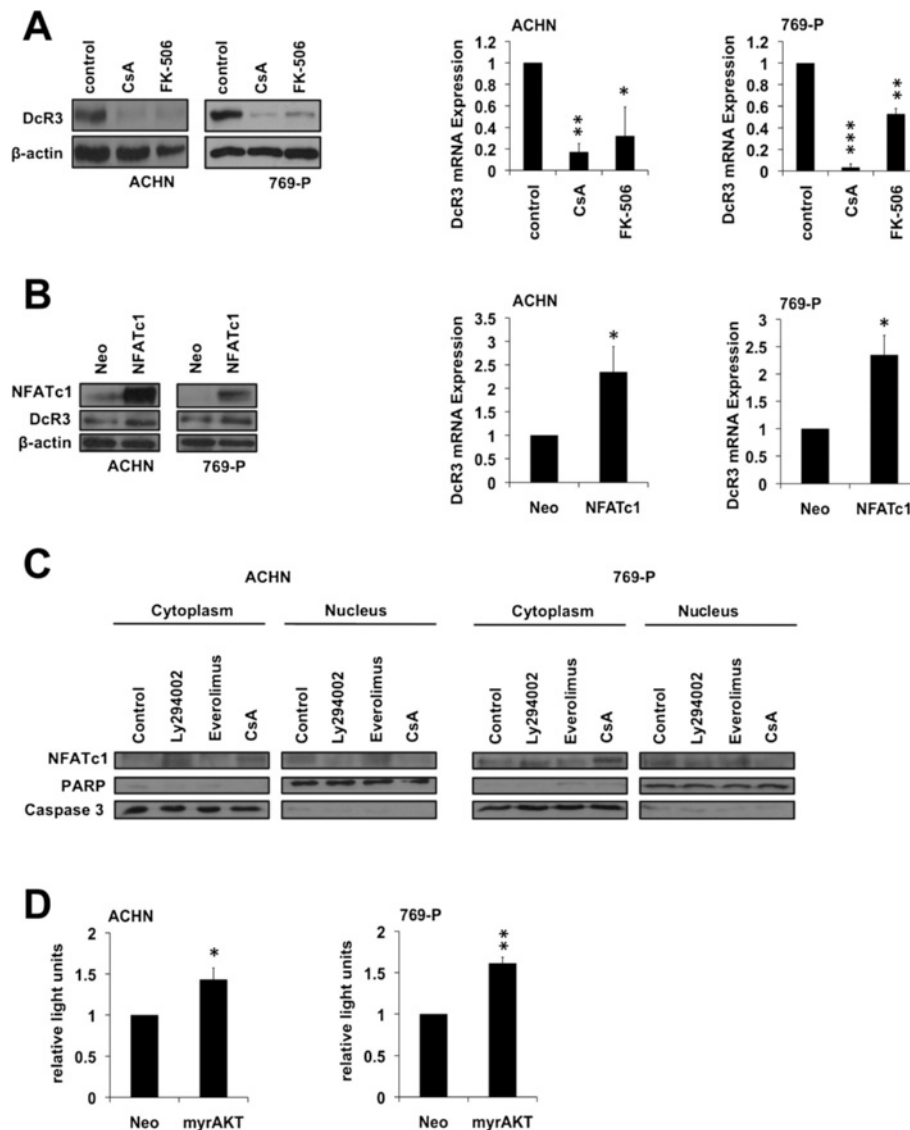 A
control
CsA
FK-506
control
CsA
FK-506
DcR3
β-actin
ACHN
769-P
ACHN
DcR3 mRNA Expression
1.2
1
0.8
0.6
0.4
0.2
0
**
*
control
CsA
FK-506
769-P
DcR3 mRNA Expression
1.2
1
0.8
0.6
0.4
0.2
0
***
**
control
CsA
FK-506
B
Neo
NFATc1
Neo
NFATc1
NFATc1
DcR3
β-actin
ACHN
769-P
ACHN
DcR3 mRNA Expression
3.5
3
2.5
2
1.5
1
0.5
0
*
Neo
NFATc1
769-P
DcR3 mRNA Expression
3
2.5
2
1.5
1
0.5
0
*
Neo
NFATc1
C
ACHN
769-P
Cytoplasm
Nucleus
Cytoplasm
Nucleus
Control
Ly294002
Everolimus
CsA
Control
Ly294002
Everolimus
CsA
Control
Ly294002
Everolimus
CsA
Control
Ly294002
Everolimus
CsA
NFATc1
PARP
Caspase 3
D
ACHN
relative light units
2
1.5
1
0.5
0
*
Neo
myrAKT
769-P
relative light units
2
1.5
1
0.5
0
**
Neo
myrAKT